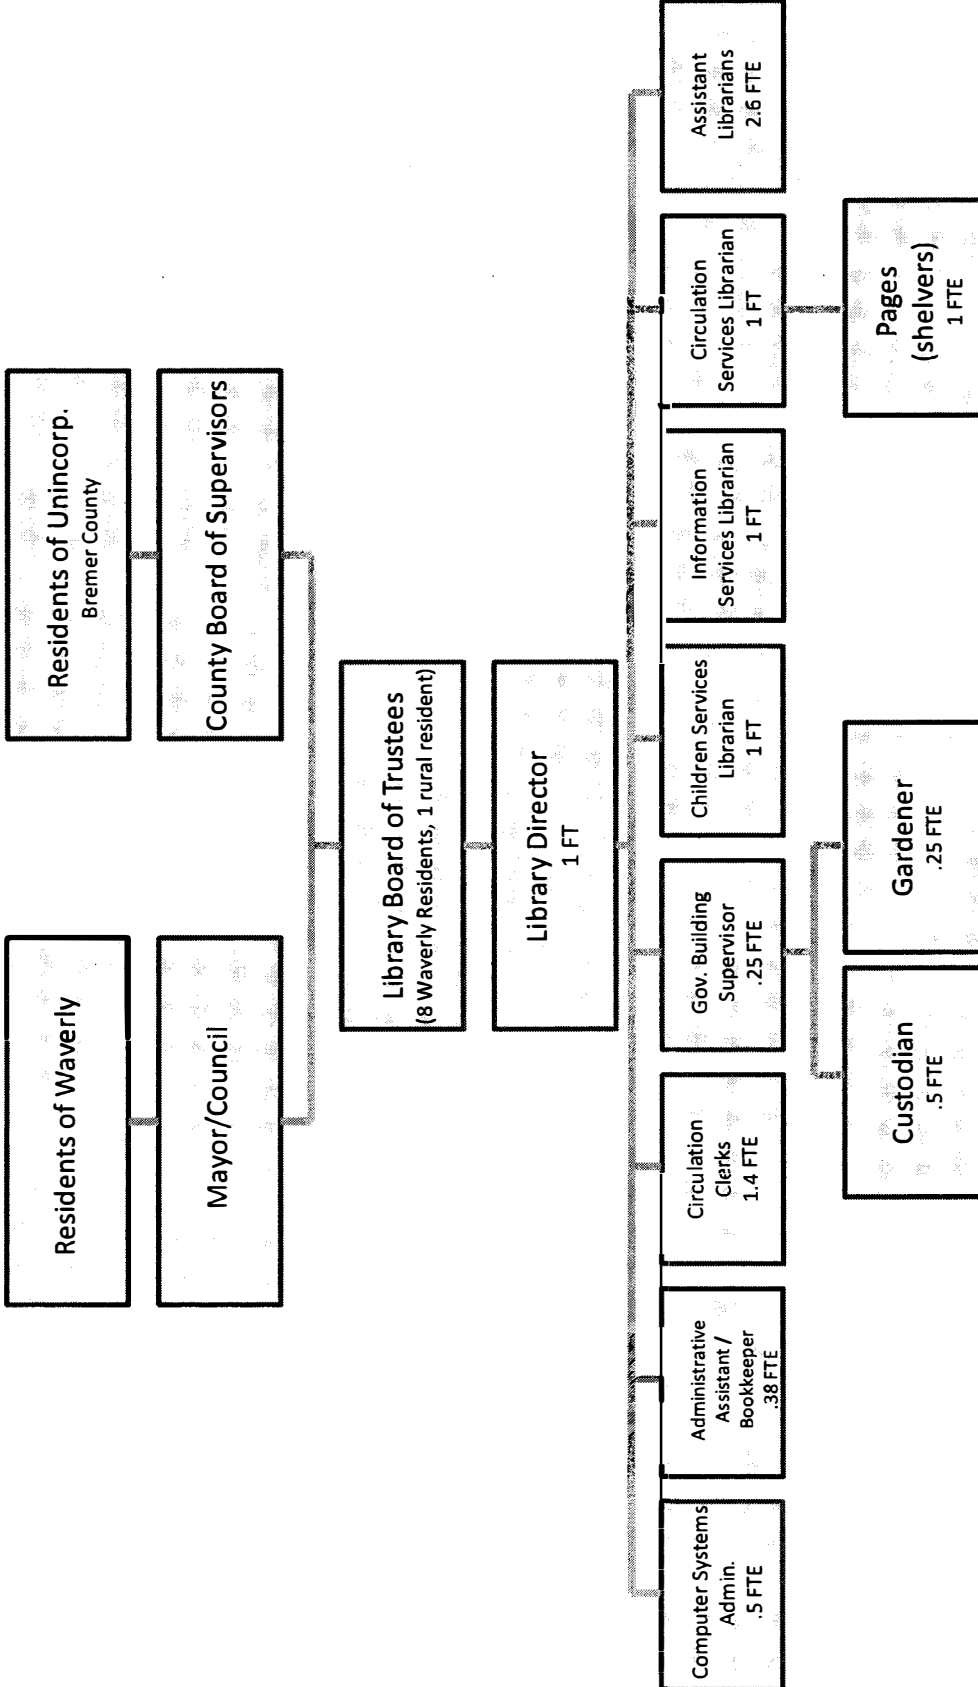 Residents of Waverly
Residents of Unincorp.
Bremer County
Mayor/Council
County Board of Supervisors
Library Board of Trustees
(8 Waverly Residents, 1 rural resident)
Library Director
1 FT
Computer Systems
Admin.
.5 FTE
Administrative
Assistant /
Bookkeeper
.38 FTE
Circulation
Clerks
1.4 FTE
Gov. Building
Supervisor
.25 FTE
Children Services
Librarian
1 FT
Information
Services Librarian
1 FT
Circulation
Services Librarian
1 FT
Assistant
Librarians
2.6 FTE
Custodian
.5 FTE
Gardener
.25 FTE
Pages
(shelvers)
1 FTE